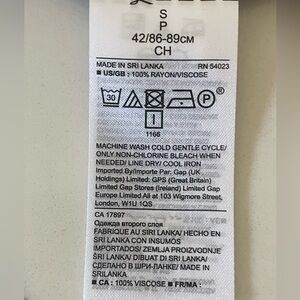 S
P
42/86-89CM
CH
MADE IN SRI LANKA RN 54023
■ US/GB : 100% RAYON/VISCOSE
30 P
1166
MACHINE WASH COLD GENTLE CYCLE/
ONLY NON-CHLORINE BLEACH WHEN
NEEDED/ LINE DRY/ COOL IRON
Imported By/Importe Par: Gap (UK
Holdings) Limited: GPS (Great Britain)
Limited Gap Stores (Ireland) Limited Gap
Europe Limited All at 103 Wigmore Street,
London, W1U 1QS
CA 17897
Одежда второго слоя
FABRIQUE AU SRI LANKA/ HECHO EN
SRI LANKA CON INSUMOS
IMPORTADOS/ ZEMLJA PROIZVODNJE
SRI LANKA/ DIBUAT DI SRI LANKA/
СДЕЛАНО В ШРИ-ЛАНКЕ/ MADE IN
SRILANKA
■ CA : 100% VISCOSE ■ FR/MA :